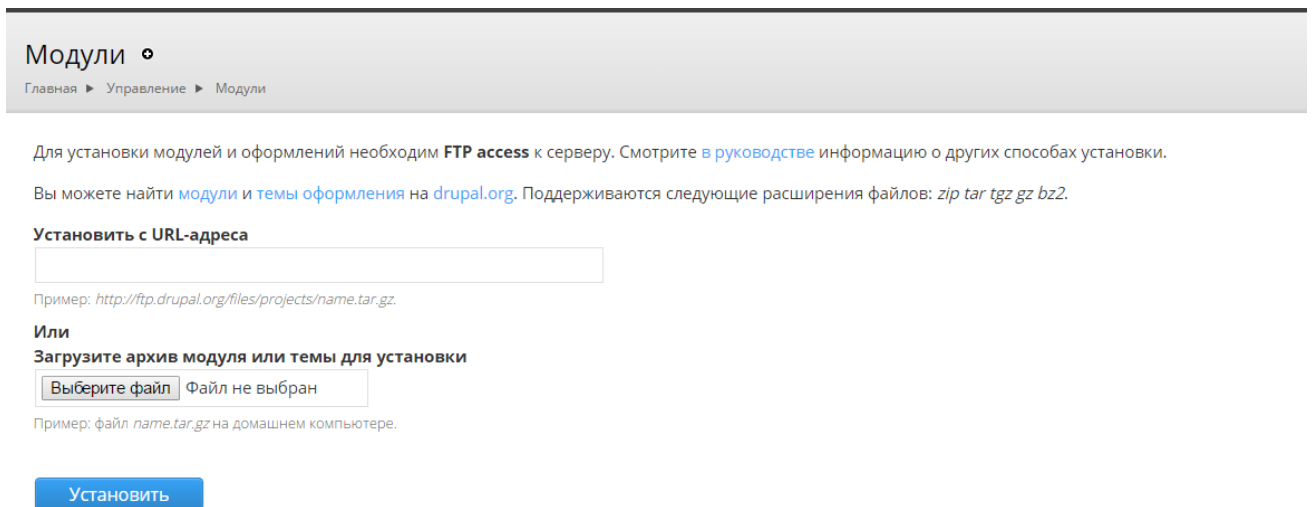 Модули
Главная ▶ Управление ▶ Модули
Для установки модулей и оформлений необходим FTP access к серверу. Смотрите в руководстве информацию о других способах установки.
Вы можете найти модули и темы оформления на drupal.org. Поддерживаются следующие расширения файлов: zip tar tgz gz bz2.
Установить с URL-адреса
Пример: http://ftp.drupal.org/files/projects/name.tar.gz.
Или
Загрузите архив модуля или темы для установки
Выберите файл Файл не выбран
Пример: файл name.tar.gz на домашнем компьютере.
Установить